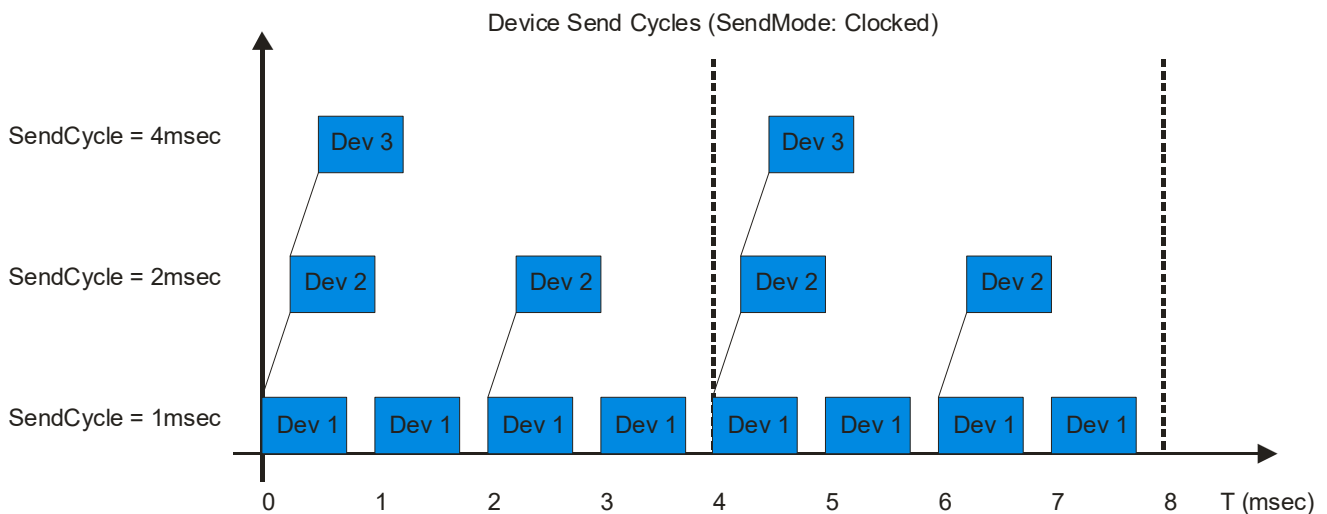 Device Send Cycles (SendMode: Clocked)
SendCycle = 4msec
Dev 3
Dev 3
SendCycle = 2msec
Dev 2
Dev 2
Dev 2
Dev 2
SendCycle = 1msec
Dev 1
Dev 1
Dev 1
Dev 1
Dev 1
Dev 1
Dev 1
Dev 1
0 1 2 3 4 5 6 7 8 T (msec)